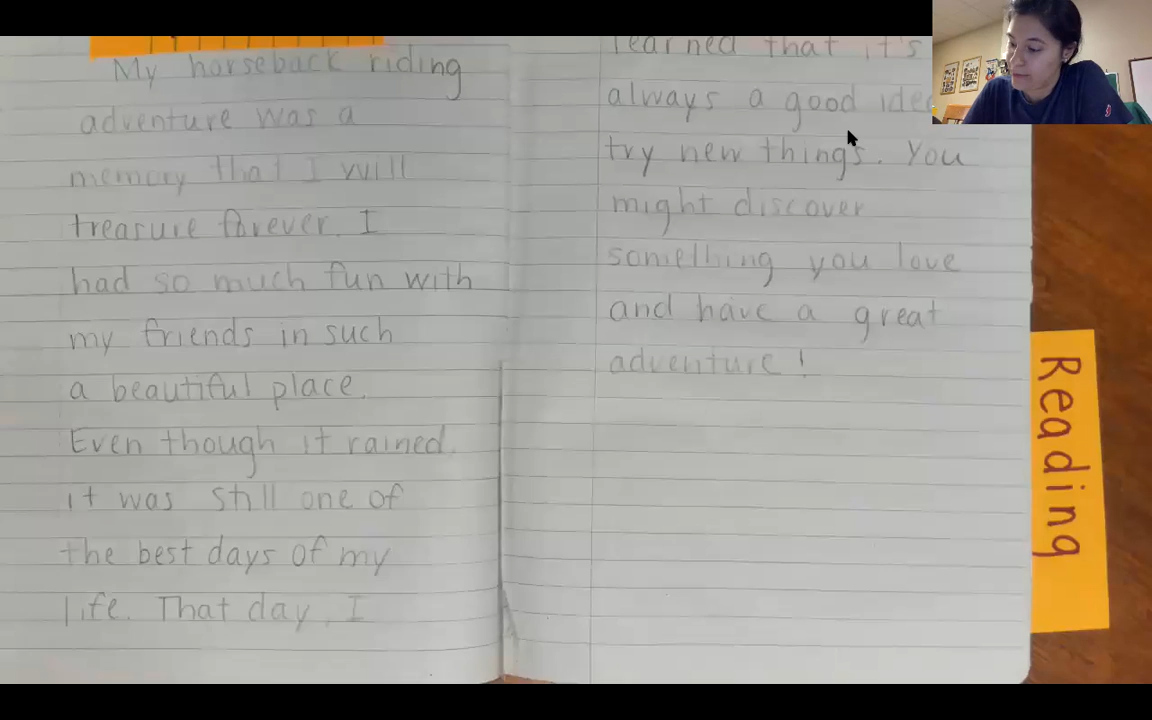 My horseback riding
adventure was a
memory that I will
treasure forever. I
had so much fun with
my friends in such
a beautiful place.
Even though it rained,
it was still one of
the best days of my
life. That day, I
learned that it's
always a good
try new things. You
might discover
something you love
and have a great
adventure!
Reading